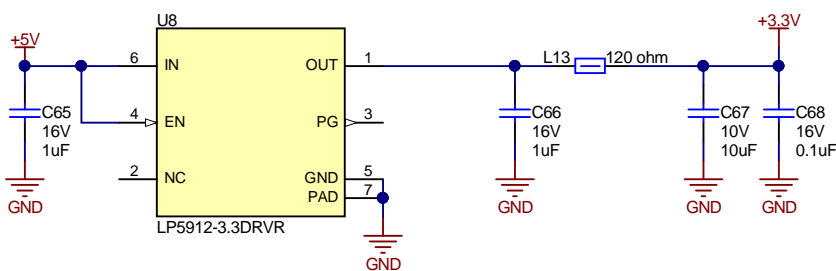 U8
+5V
+3.3V
6
IN
OUT
1
L13
120 ohm
C65
16V
1uF
4
EN
PG
3
C66
16V
1uF
C67
10V
10uF
C68
16V
0.1uF
2
NC
GND
5
PAD
7
GND
GND
GND
GND
LP5912-3.3DRVR
GND